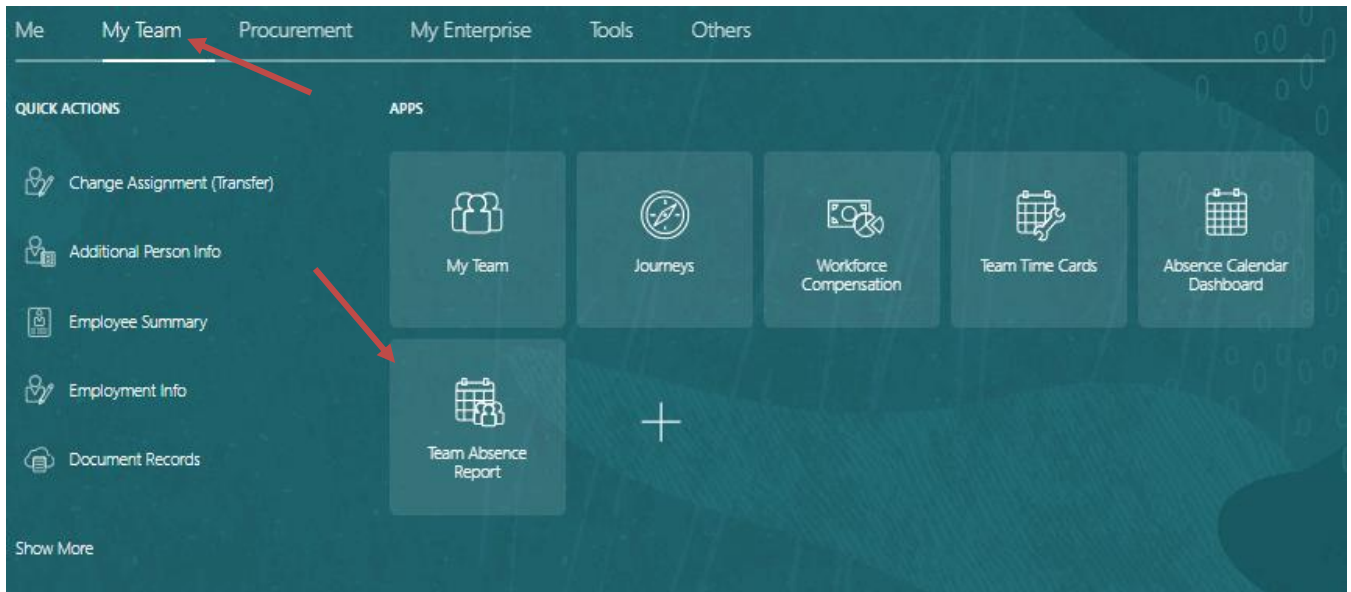 Me My Team Procurement My Enterprise Tools Others
QUICK ACTIONS
Change Assignment (Transfer)
Additional Person Info
Employee Summary
Employment Info
Document Records
Show More
APPS
My Team
Journeys
Workforce
Compensation
Team Time Cards
Absence Calendar
Dashboard
Team Absence
Report